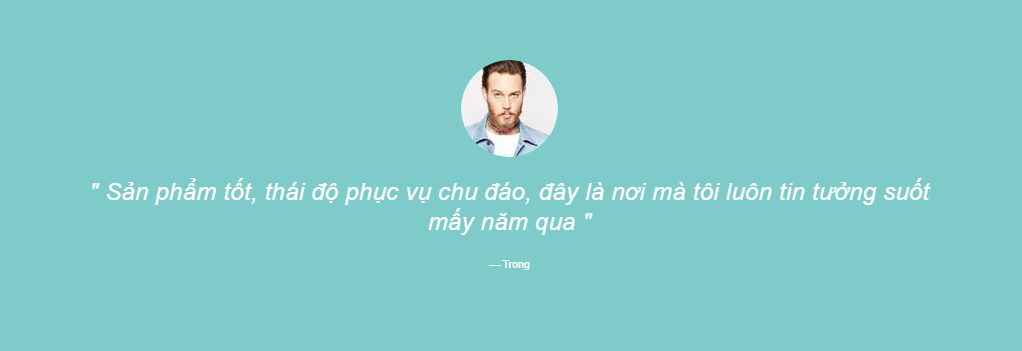 " Sản phẩm tốt, thái độ phục vụ chu đáo, đây là nơi mà tôi luôn tin tưởng suốt
mấy năm qua "
— Trong